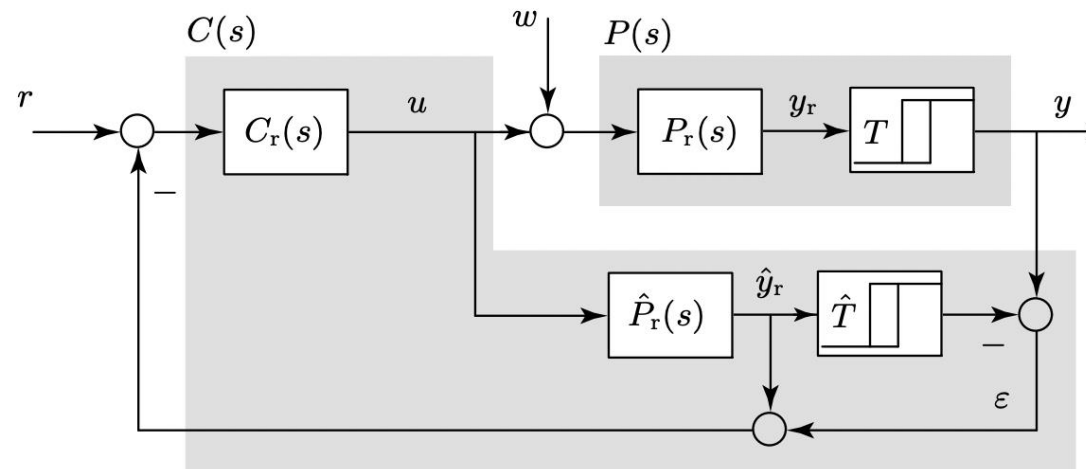 C(s)
w
P(s)
r
C_r(s)
u
P_r(s)
y_r
T
y
−
P̂_r(s)
ŷ_r
T̂
−
ε